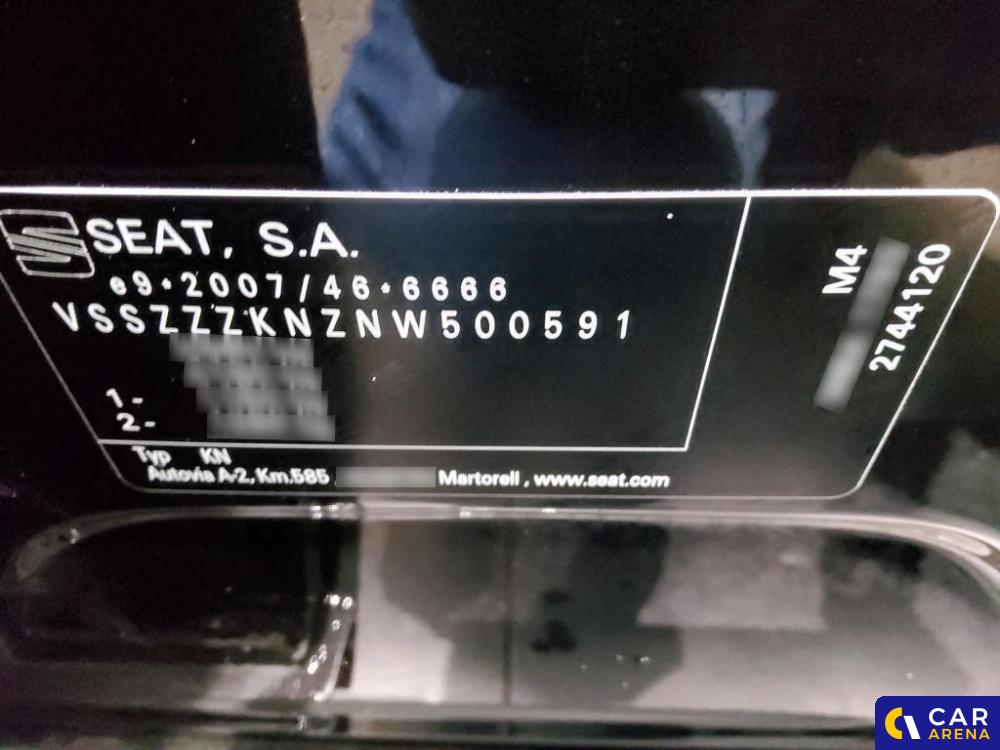 SEAT, S.A.
e9*2007/46*6666
VSSZZZKNZNW500591
1-
2-
Typ KN
Autovia A-2, Km.585
Martorell , www.seat.com
M4
2744120
CAR
ARENA